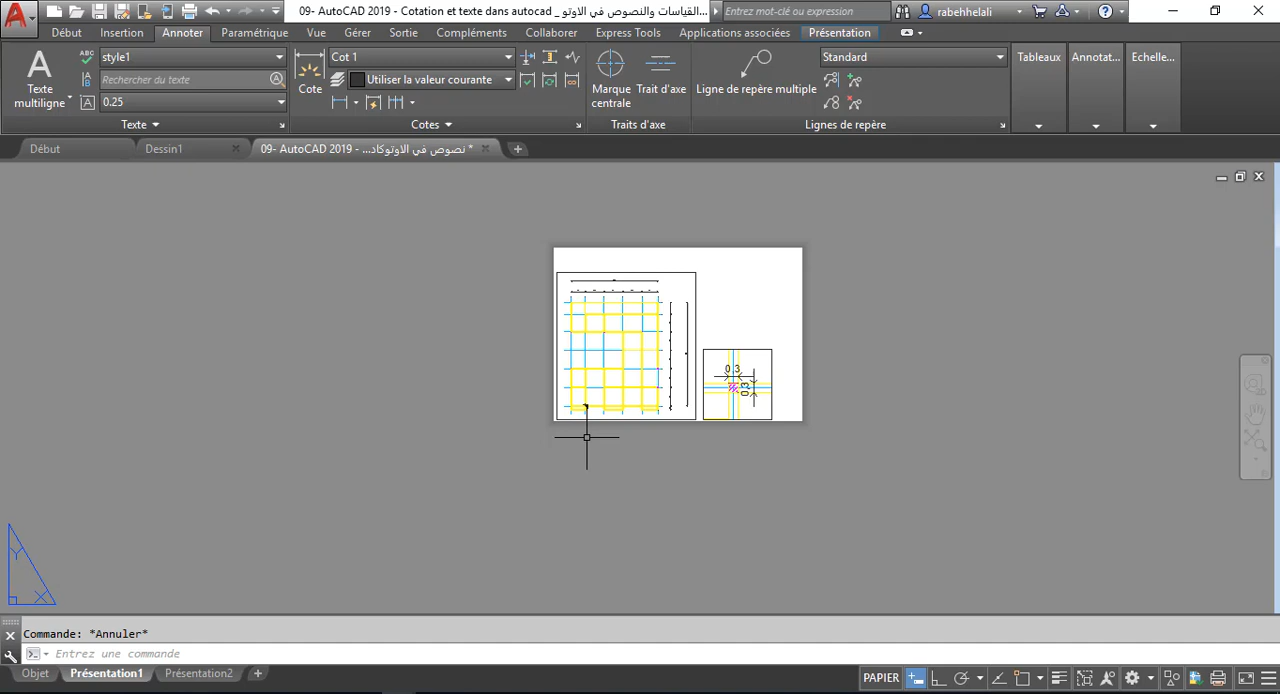 09- AutoCAD 2019 - Cotation et texte dans autocad _ القياسات والنصوص في الاوتو...
Entrez mot-clé ou expression
rabehhelali
Début Insertion Annoter Paramétrique Vue Gérer Sortie Compléments Collaborer Express Tools Applications associées Présentation
ABC style1
Rechercher du texte
0.25
Texte multiligne
Texte
Cot 1
Utiliser la valeur courante
Cote
Cotes
Marque centrale
Trait d'axe
Traits d'axe
Ligne de repère multiple
Standard
Lignes de repère
Tableaux
Annotat...
Echelle...
Début
Dessin1
09- AutoCAD 2019 - ...نصوص في الاوتوكاد *
0.3
0.3
Y
X
Commande: *Annuler*
Entrez une commande
Objet Présentation1 Présentation2
PAPIER